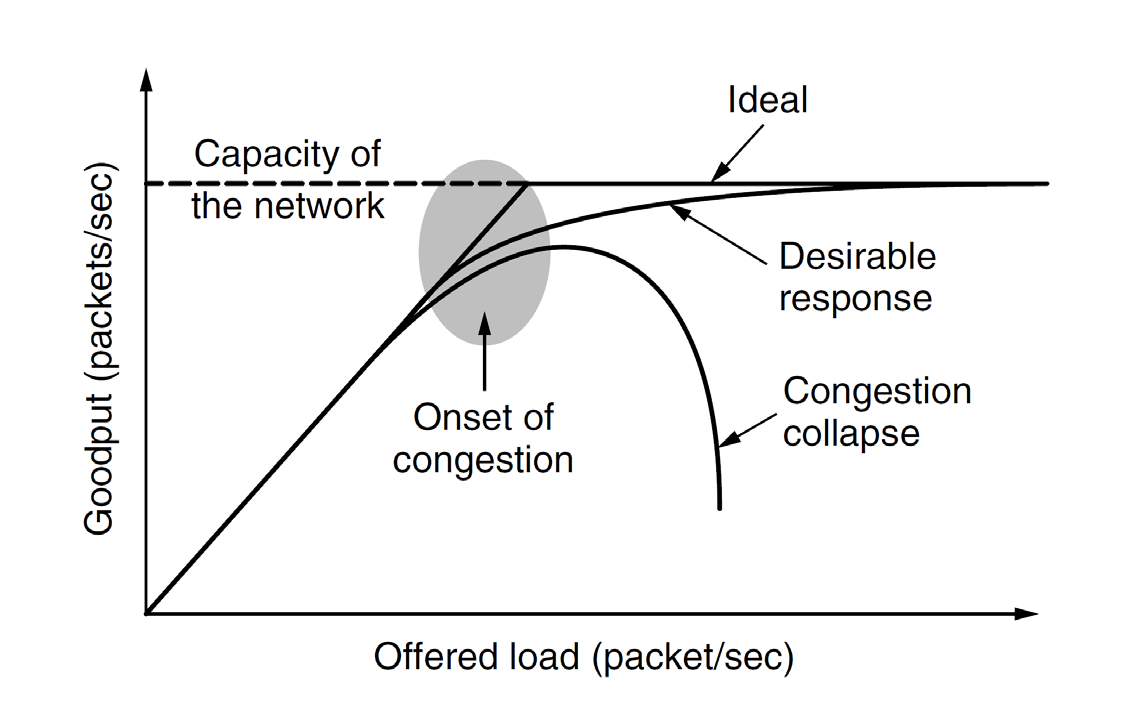 Ideal
Capacity of
the network
Desirable
response
Congestion
collapse
Onset of
congestion
Goodput (packets/sec)
Offered load (packet/sec)